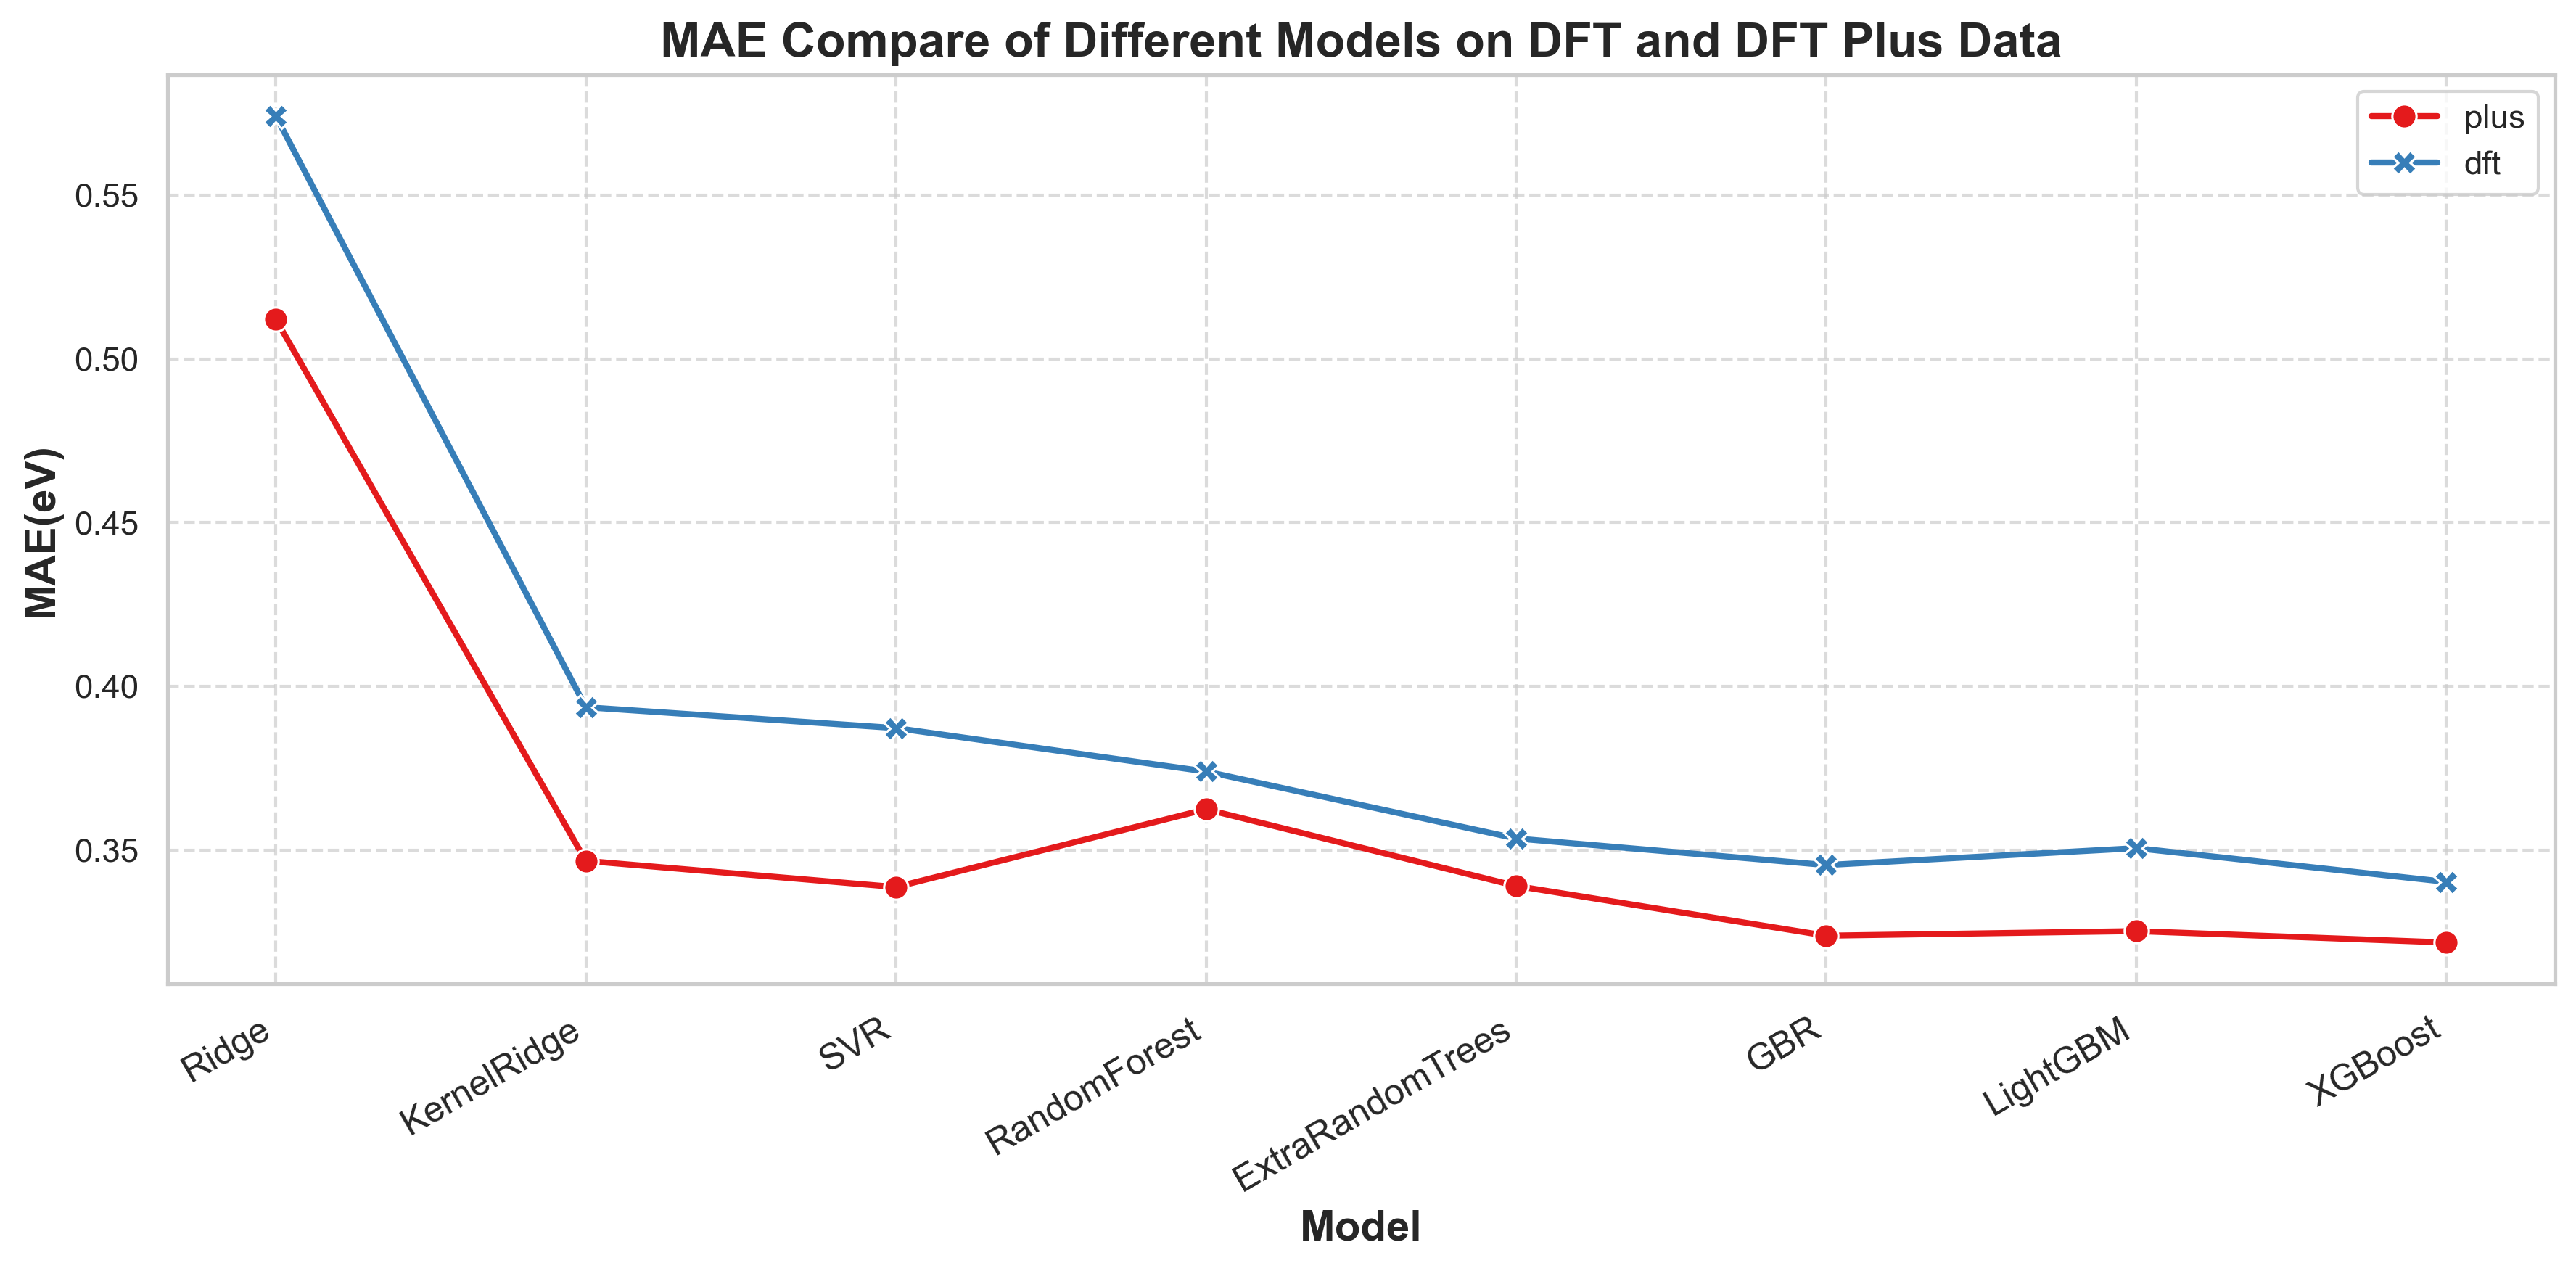 MAE Compare of Different Models on DFT and DFT Plus Data
plus
dft
MAE(eV)
0.55
0.50
0.45
0.40
0.35
Ridge
KernelRidge
SVR
RandomForest
ExtraRandomTrees
GBR
LightGBM
XGBoost
Model